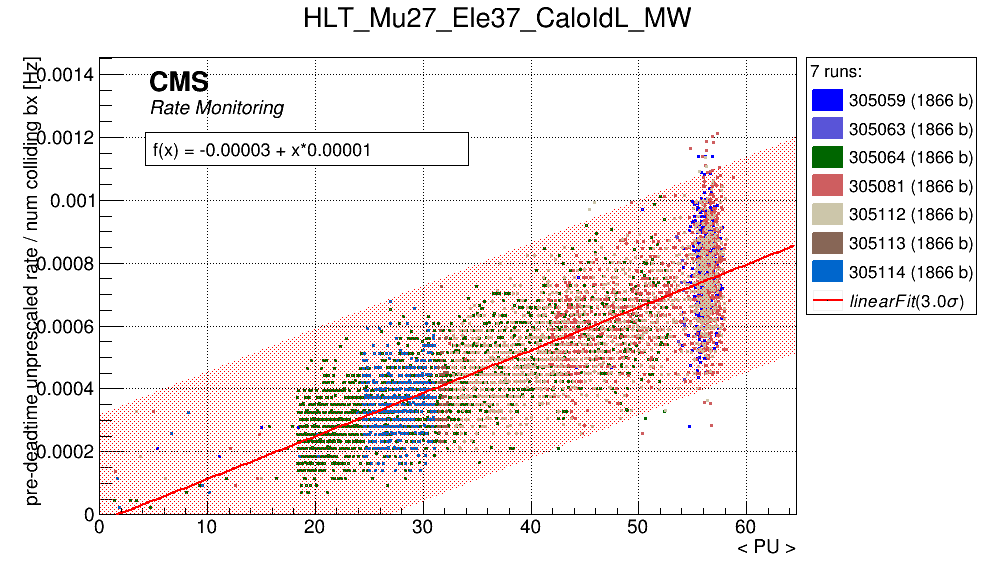 HLT_Mu27_Ele37_CaloIdL_MW
pre-deadtime unprescaled rate / num colliding bx [Hz]
0.0014
0.0012
0.001
0.0008
0.0006
0.0004
0.0002
0
CMS
Rate Monitoring
f(x) = -0.00003 + x*0.00001
0 10 20 30 40 50 60
< PU >
7 runs:
305059 (1866 b)
305063 (1866 b)
305064 (1866 b)
305081 (1866 b)
305112 (1866 b)
305113 (1866 b)
305114 (1866 b)
linearFit(3.0σ)